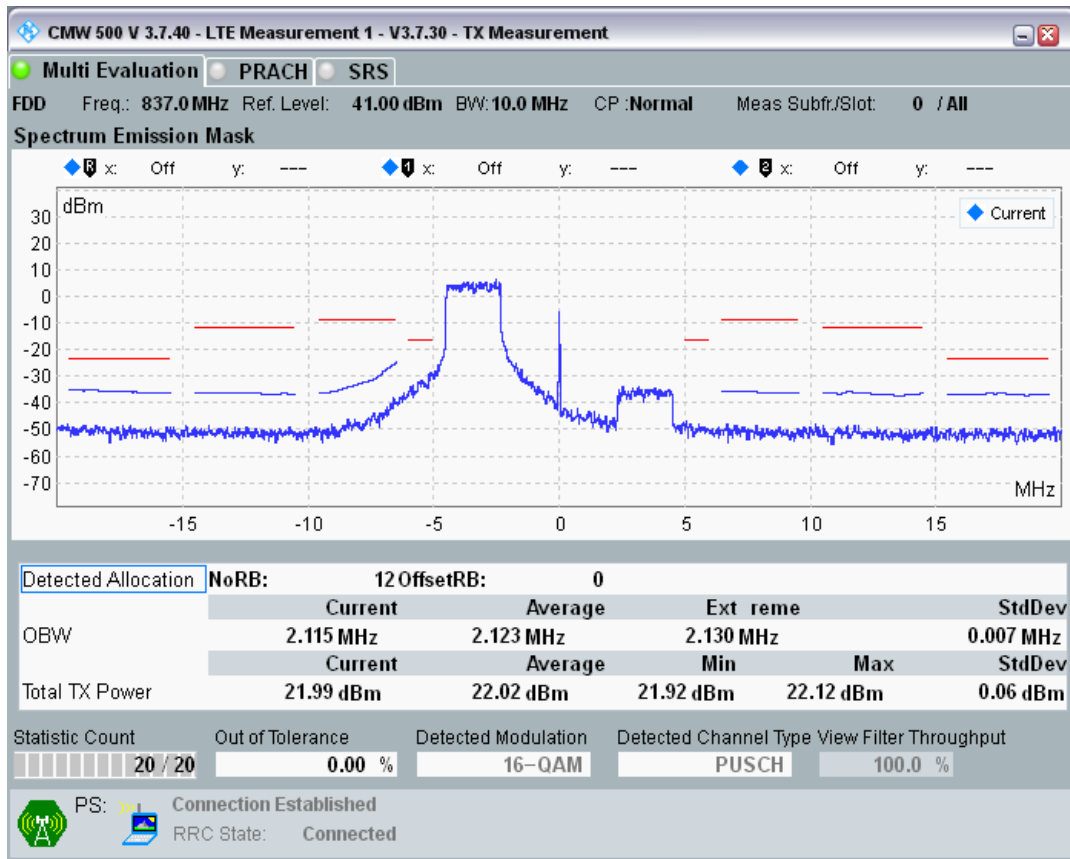 CMW 500 V 3.7.40 - LTE Measurement 1 - V3.7.30 - TX Measurement
Multi Evaluation PRACH SRS
FDD Freq.: 837.0 MHz Ref. Level: 41.00 dBm BW: 10.0 MHz CP :Normal Meas Subfr./Slot: 0 / All
Spectrum Emission Mask
R x: Off y: --- 1 x: Off y: --- 2 x: Off y: ---
dBm
Current
30
20
10
0
-10
-20
-30
-40
-50
-60
-70
MHz
-15 -10 -5 0 5 10 15
Detected Allocation NoRB: 12 OffsetRB: 0
Current Average Ext reme StdDev
OBW 2.115 MHz 2.123 MHz 2.130 MHz 0.007 MHz
Current Average Min Max StdDev
Total TX Power 21.99 dBm 22.02 dBm 21.92 dBm 22.12 dBm 0.06 dBm
Statistic Count Out of Tolerance Detected Modulation Detected Channel Type View Filter Throughput
20 / 20 0.00 % 16-QAM PUSCH 100.0 %
PS: Connection Established
RRC State: Connected